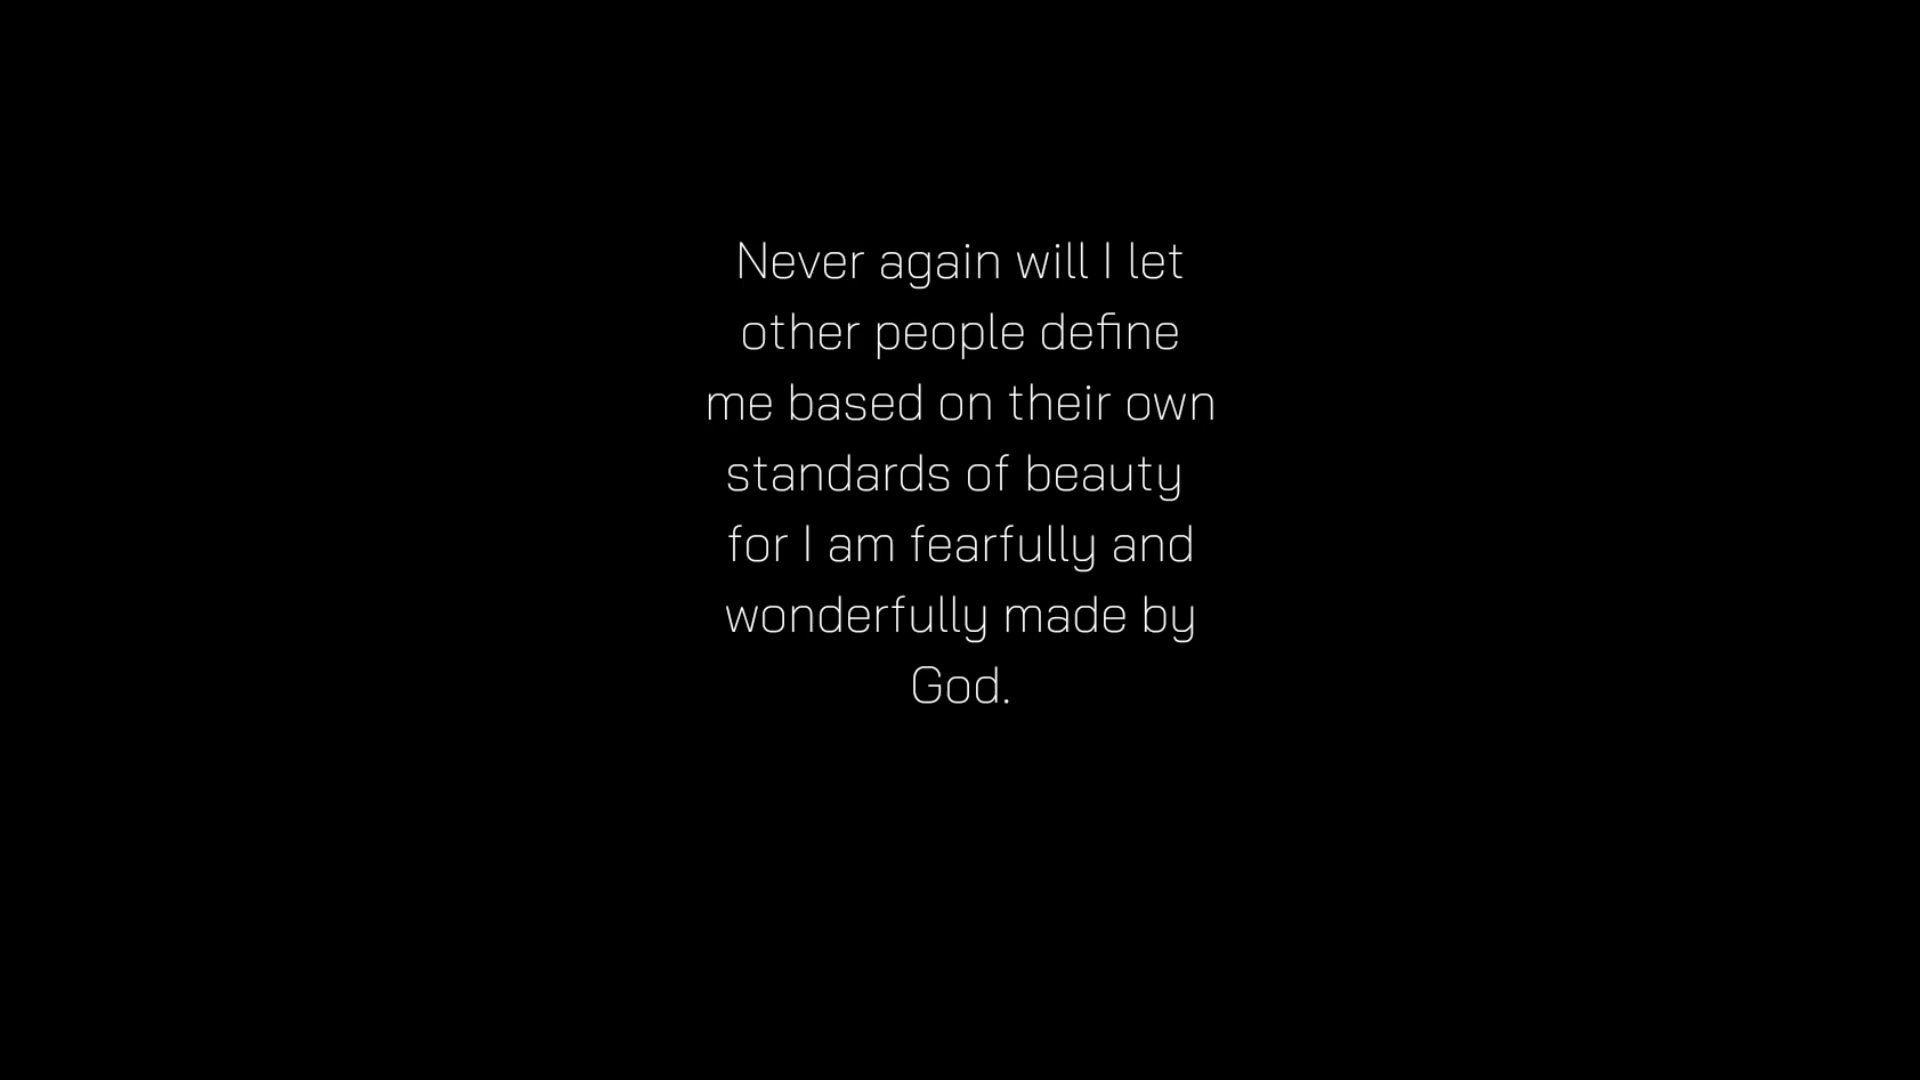 Never again will I let
other people define
me based on their own
standards of beauty
for I am fearfully and
wonderfully made by
God.